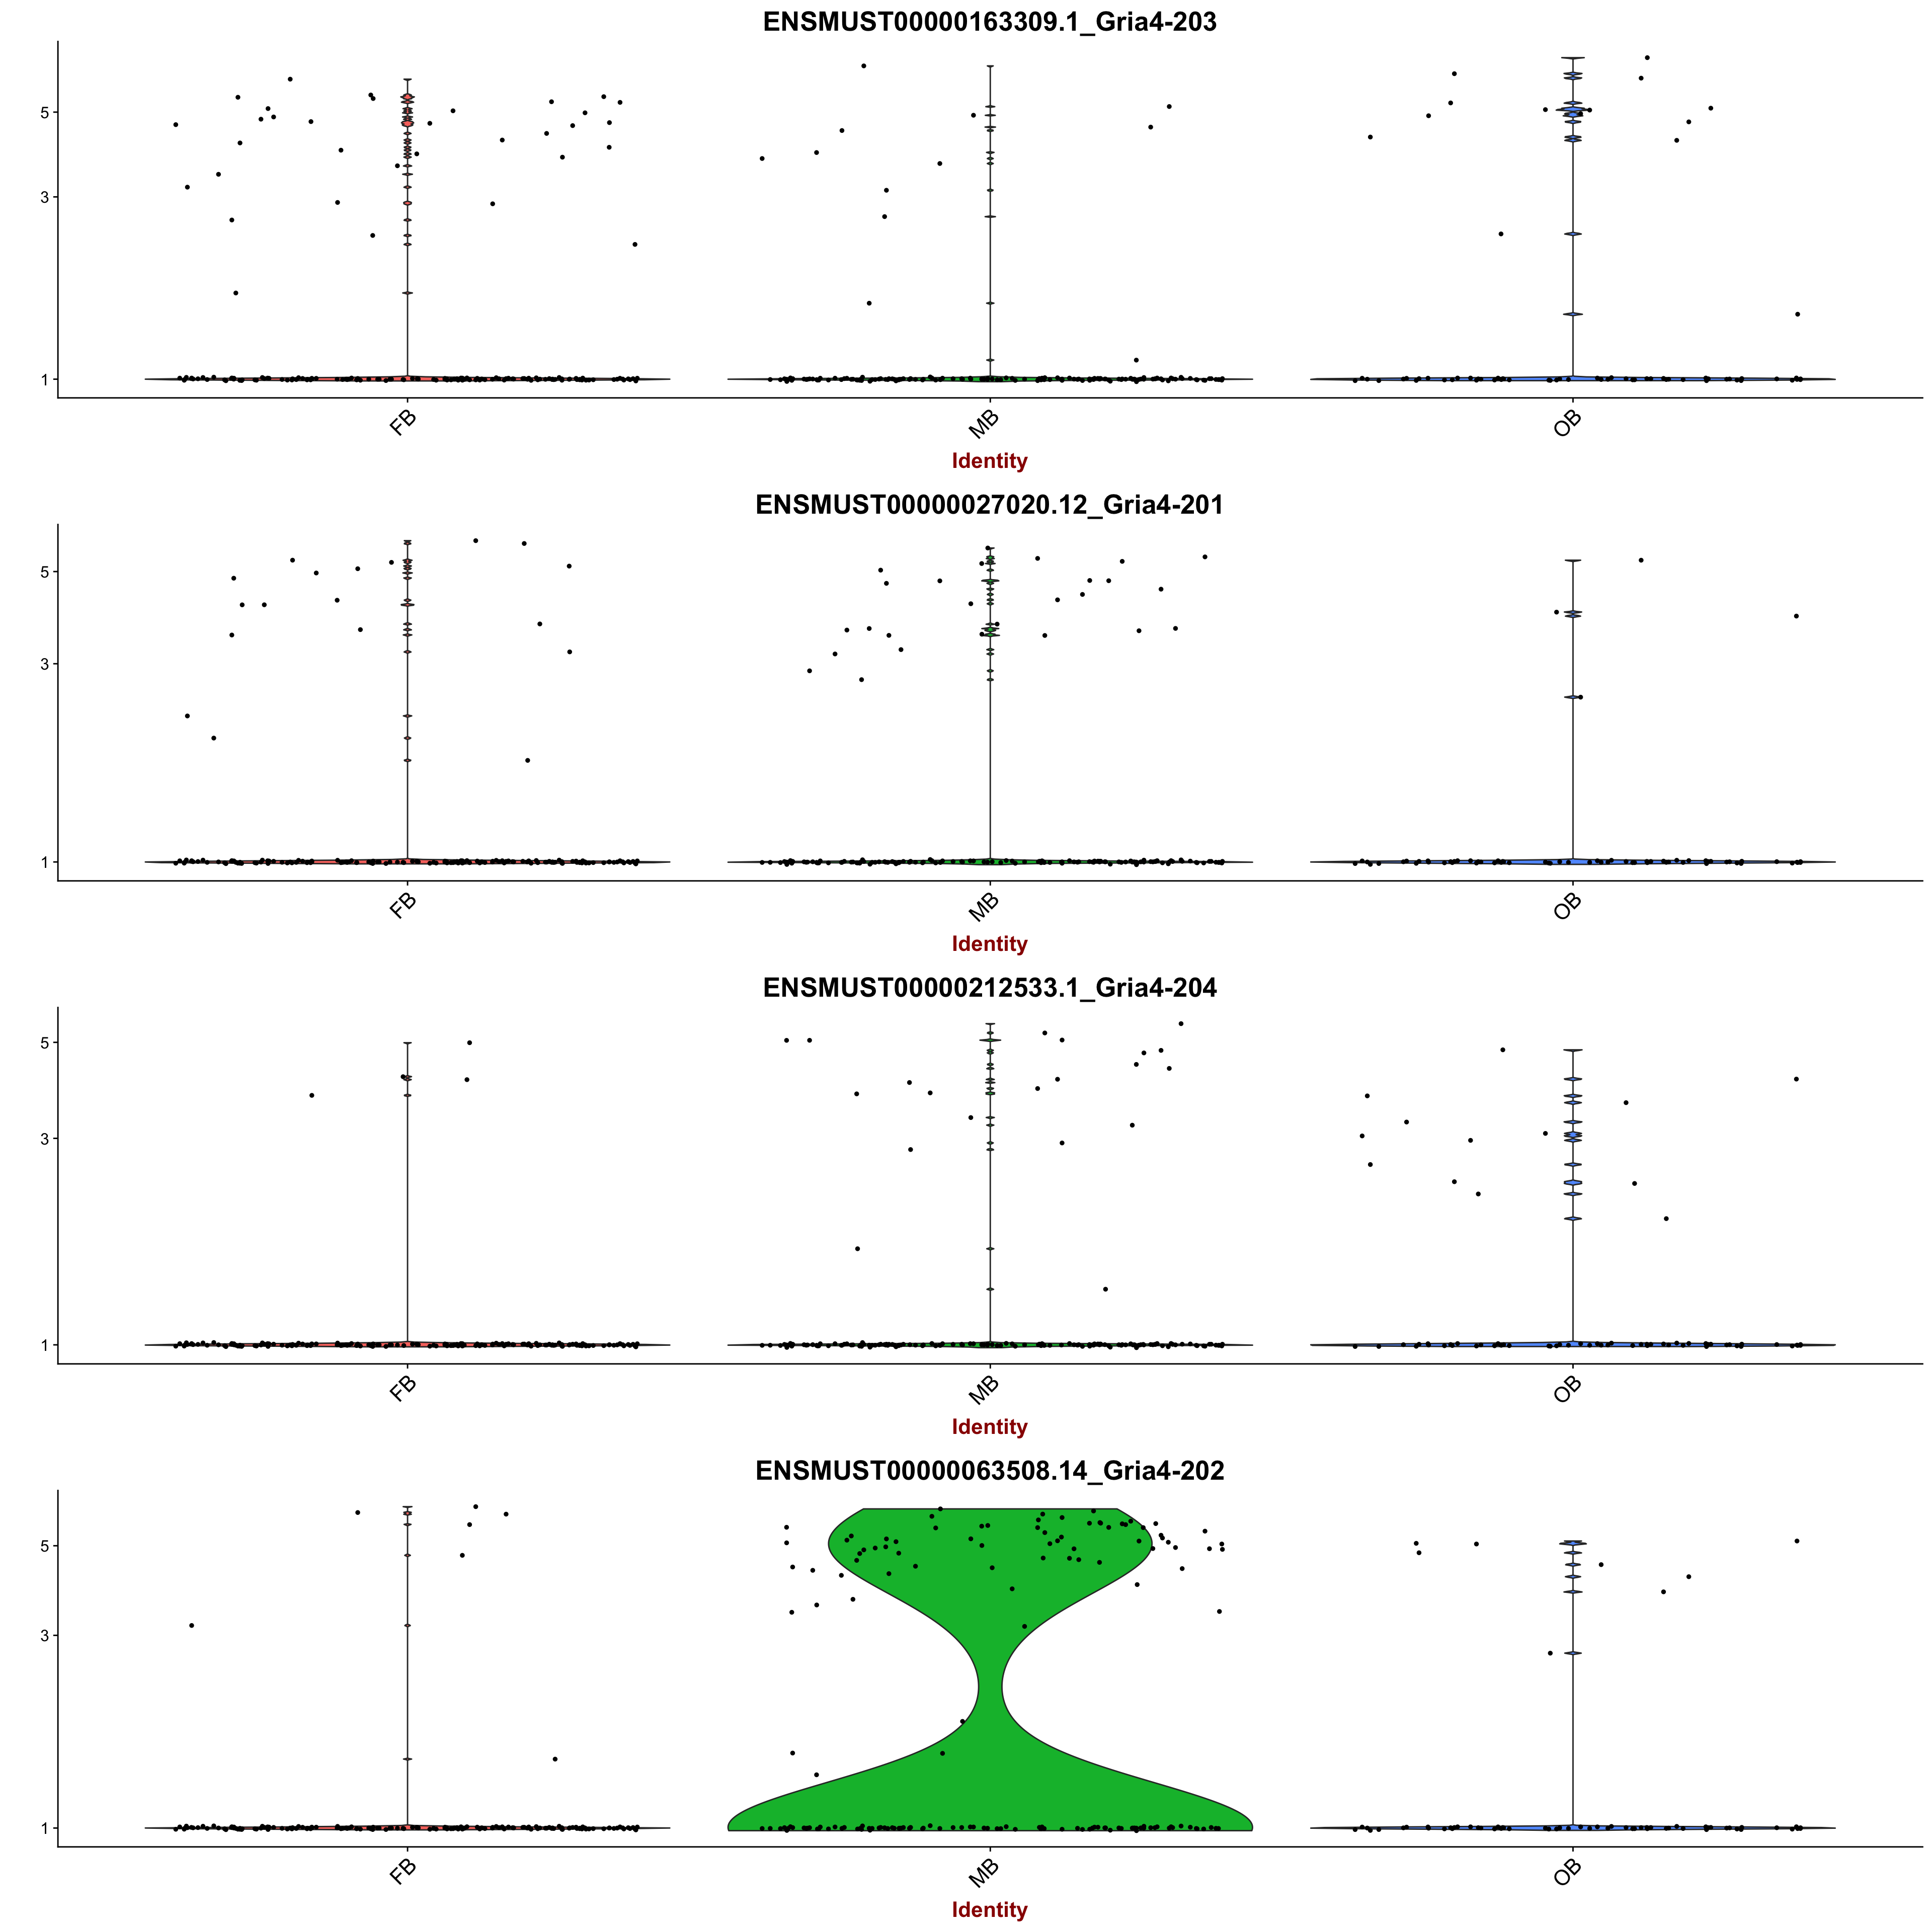 ENSMUST00000163309.1_Gria4-203
5
3
1
FB
MB
OB
Identity
ENSMUST00000027020.12_Gria4-201
5
3
1
FB
MB
OB
Identity
ENSMUST00000212533.1_Gria4-204
5
3
1
FB
MB
OB
Identity
ENSMUST00000063508.14_Gria4-202
5
3
1
FB
MB
OB
Identity